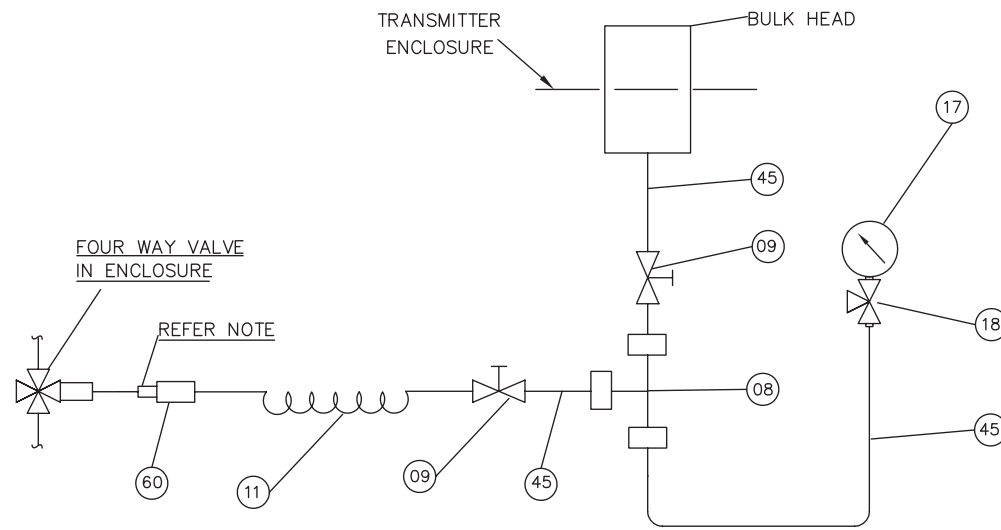 TRANSMITTER
ENCLOSURE
BULK HEAD
17
45
FOUR WAY VALVE
IN ENCLOSURE
09
REFER NOTE
18
08
45
60
11
09
45